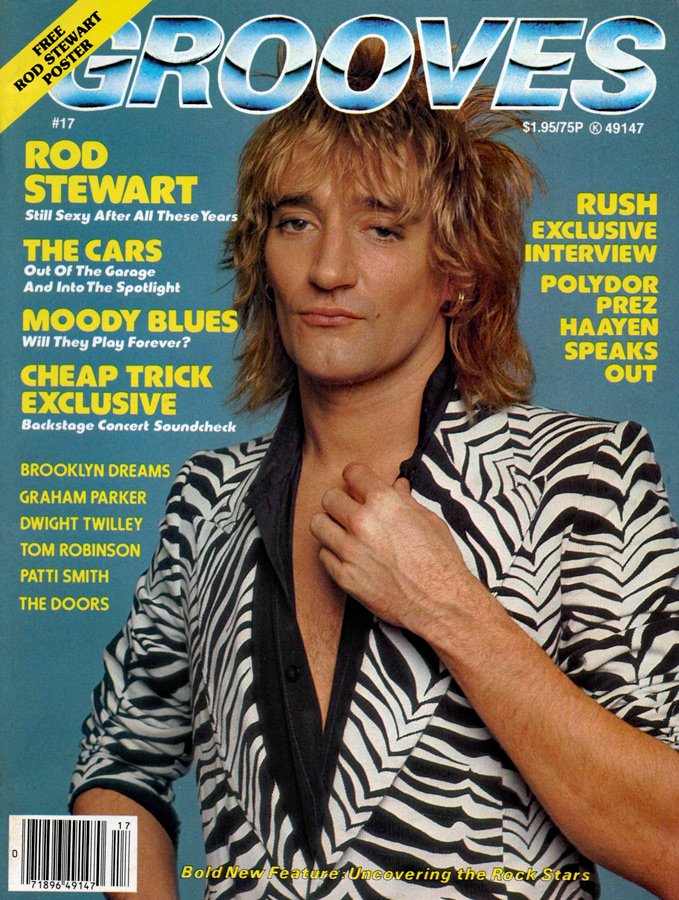 FREE
ROD STEWART
POSTER
GROOVES
#17
$1.95/75P Ⓚ 49147
ROD
STEWART
Still Sexy After All These Years
THE CARS
Out Of The Garage
And Into The Spotlight
MOODY BLUES
Will They Play Forever?
CHEAP TRICK
EXCLUSIVE
Backstage Concert Soundcheck
BROOKLYN DREAMS
GRAHAM PARKER
DWIGHT TWILLEY
TOM ROBINSON
PATTI SMITH
THE DOORS
RUSH
EXCLUSIVE
INTERVIEW
POLYDOR
PREZ
HAAYEN
SPEAKS
OUT
17
0
71896 49147
Bold New Feature: Uncovering the Rock Stars